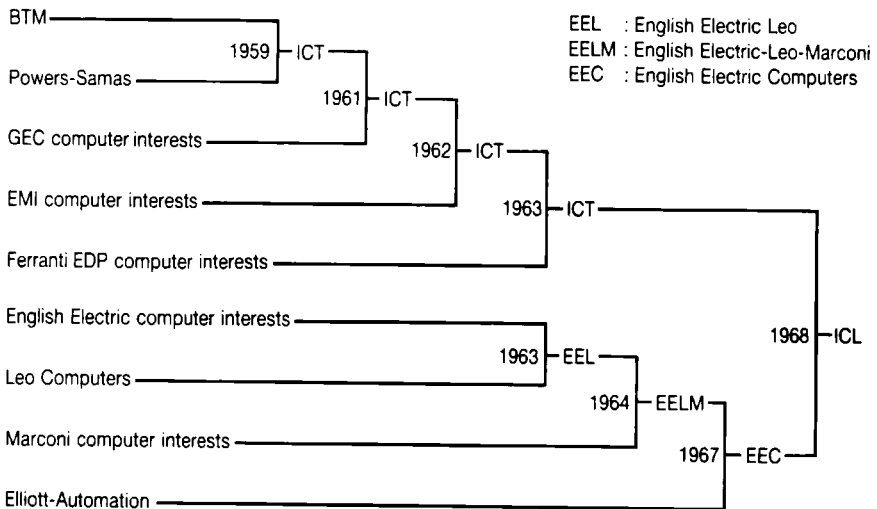 BTM
EEL : English Electric Leo
EELM : English Electric-Leo-Marconi
EEC : English Electric Computers
1959 ICT
Powers-Samas
1961 ICT
GEC computer interests
1962 ICT
EMI computer interests
1963 ICT
Ferranti EDP computer interests
English Electric computer interests
1968 ICL
1963 EEL
Leo Computers
1964 EELM
Marconi computer interests
1967 EEC
Elliott-Automation